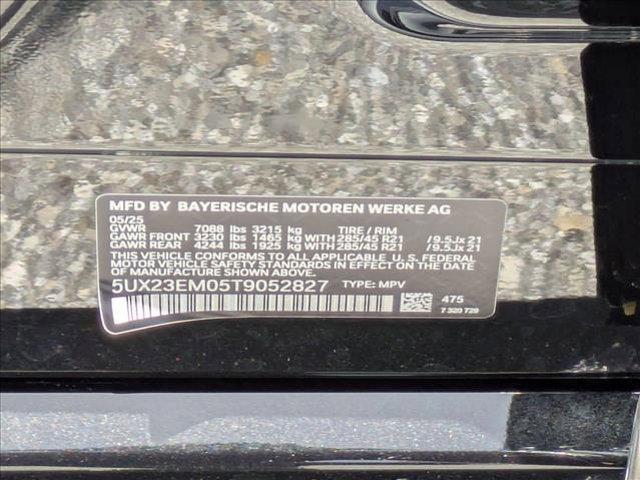 MFD BY BAYERISCHE MOTOREN WERKE AG
05/25
GVWR 7088 lbs 3215 kg TIRE / RIM
GAWR FRONT 3230 lbs 1465 kg WITH 285/45 R21 /9.5Jx 21
GAWR REAR 4244 lbs 1925 kg WITH 285/45 R21 /9.5Jx 21
THIS VEHICLE CONFORMS TO ALL APPLICABLE U. S. FEDERAL
MOTOR VEHICLE SAFETY STANDARDS IN EFFECT ON THE DATE
OF MANUFACTURE SHOWN ABOVE.
5UX23EM05T9052827 TYPE: MPV
475
7 320 729